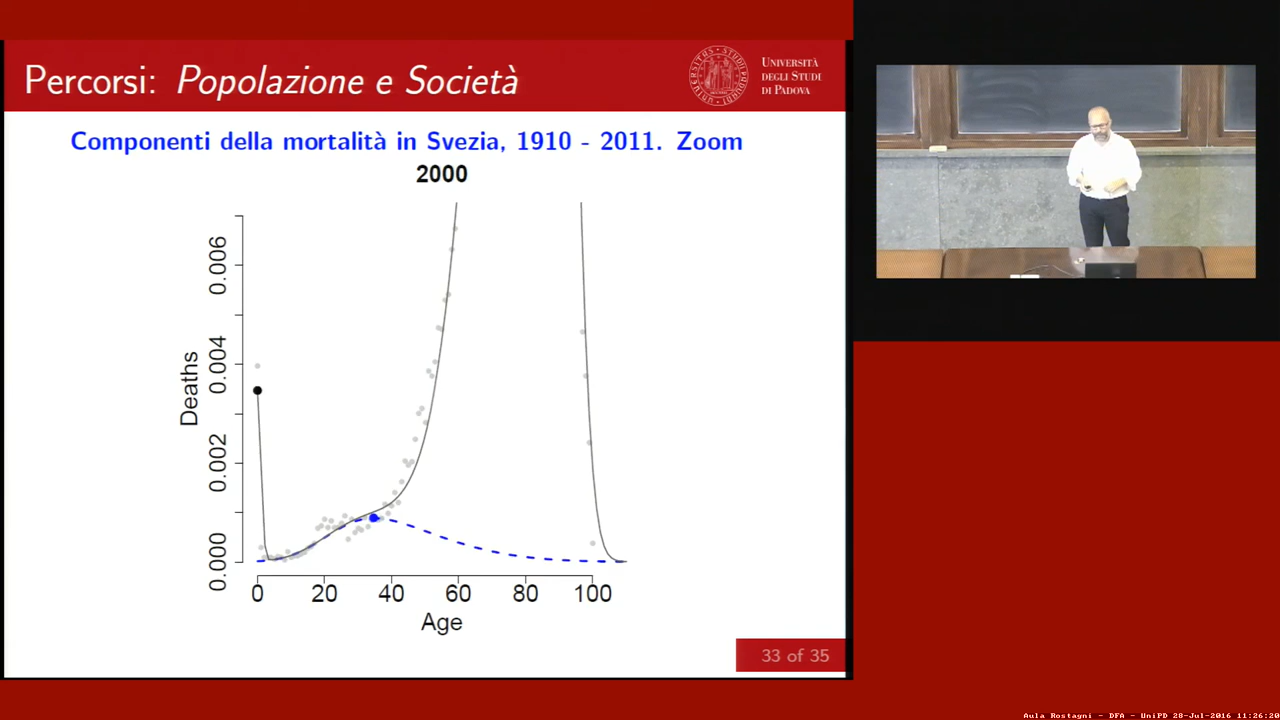 Percorsi: Popolazione e Società
UNIVERSITÀ
DEGLI STUDI
DI PADOVA
Componenti della mortalità in Svezia, 1910 - 2011. Zoom
2000
Deaths
0.006
0.004
0.002
0.000
0 20 40 60 80 100
Age
33 of 35
Aula Rostagni - DFA - UniPD 28-Jul-2016 11:26:20